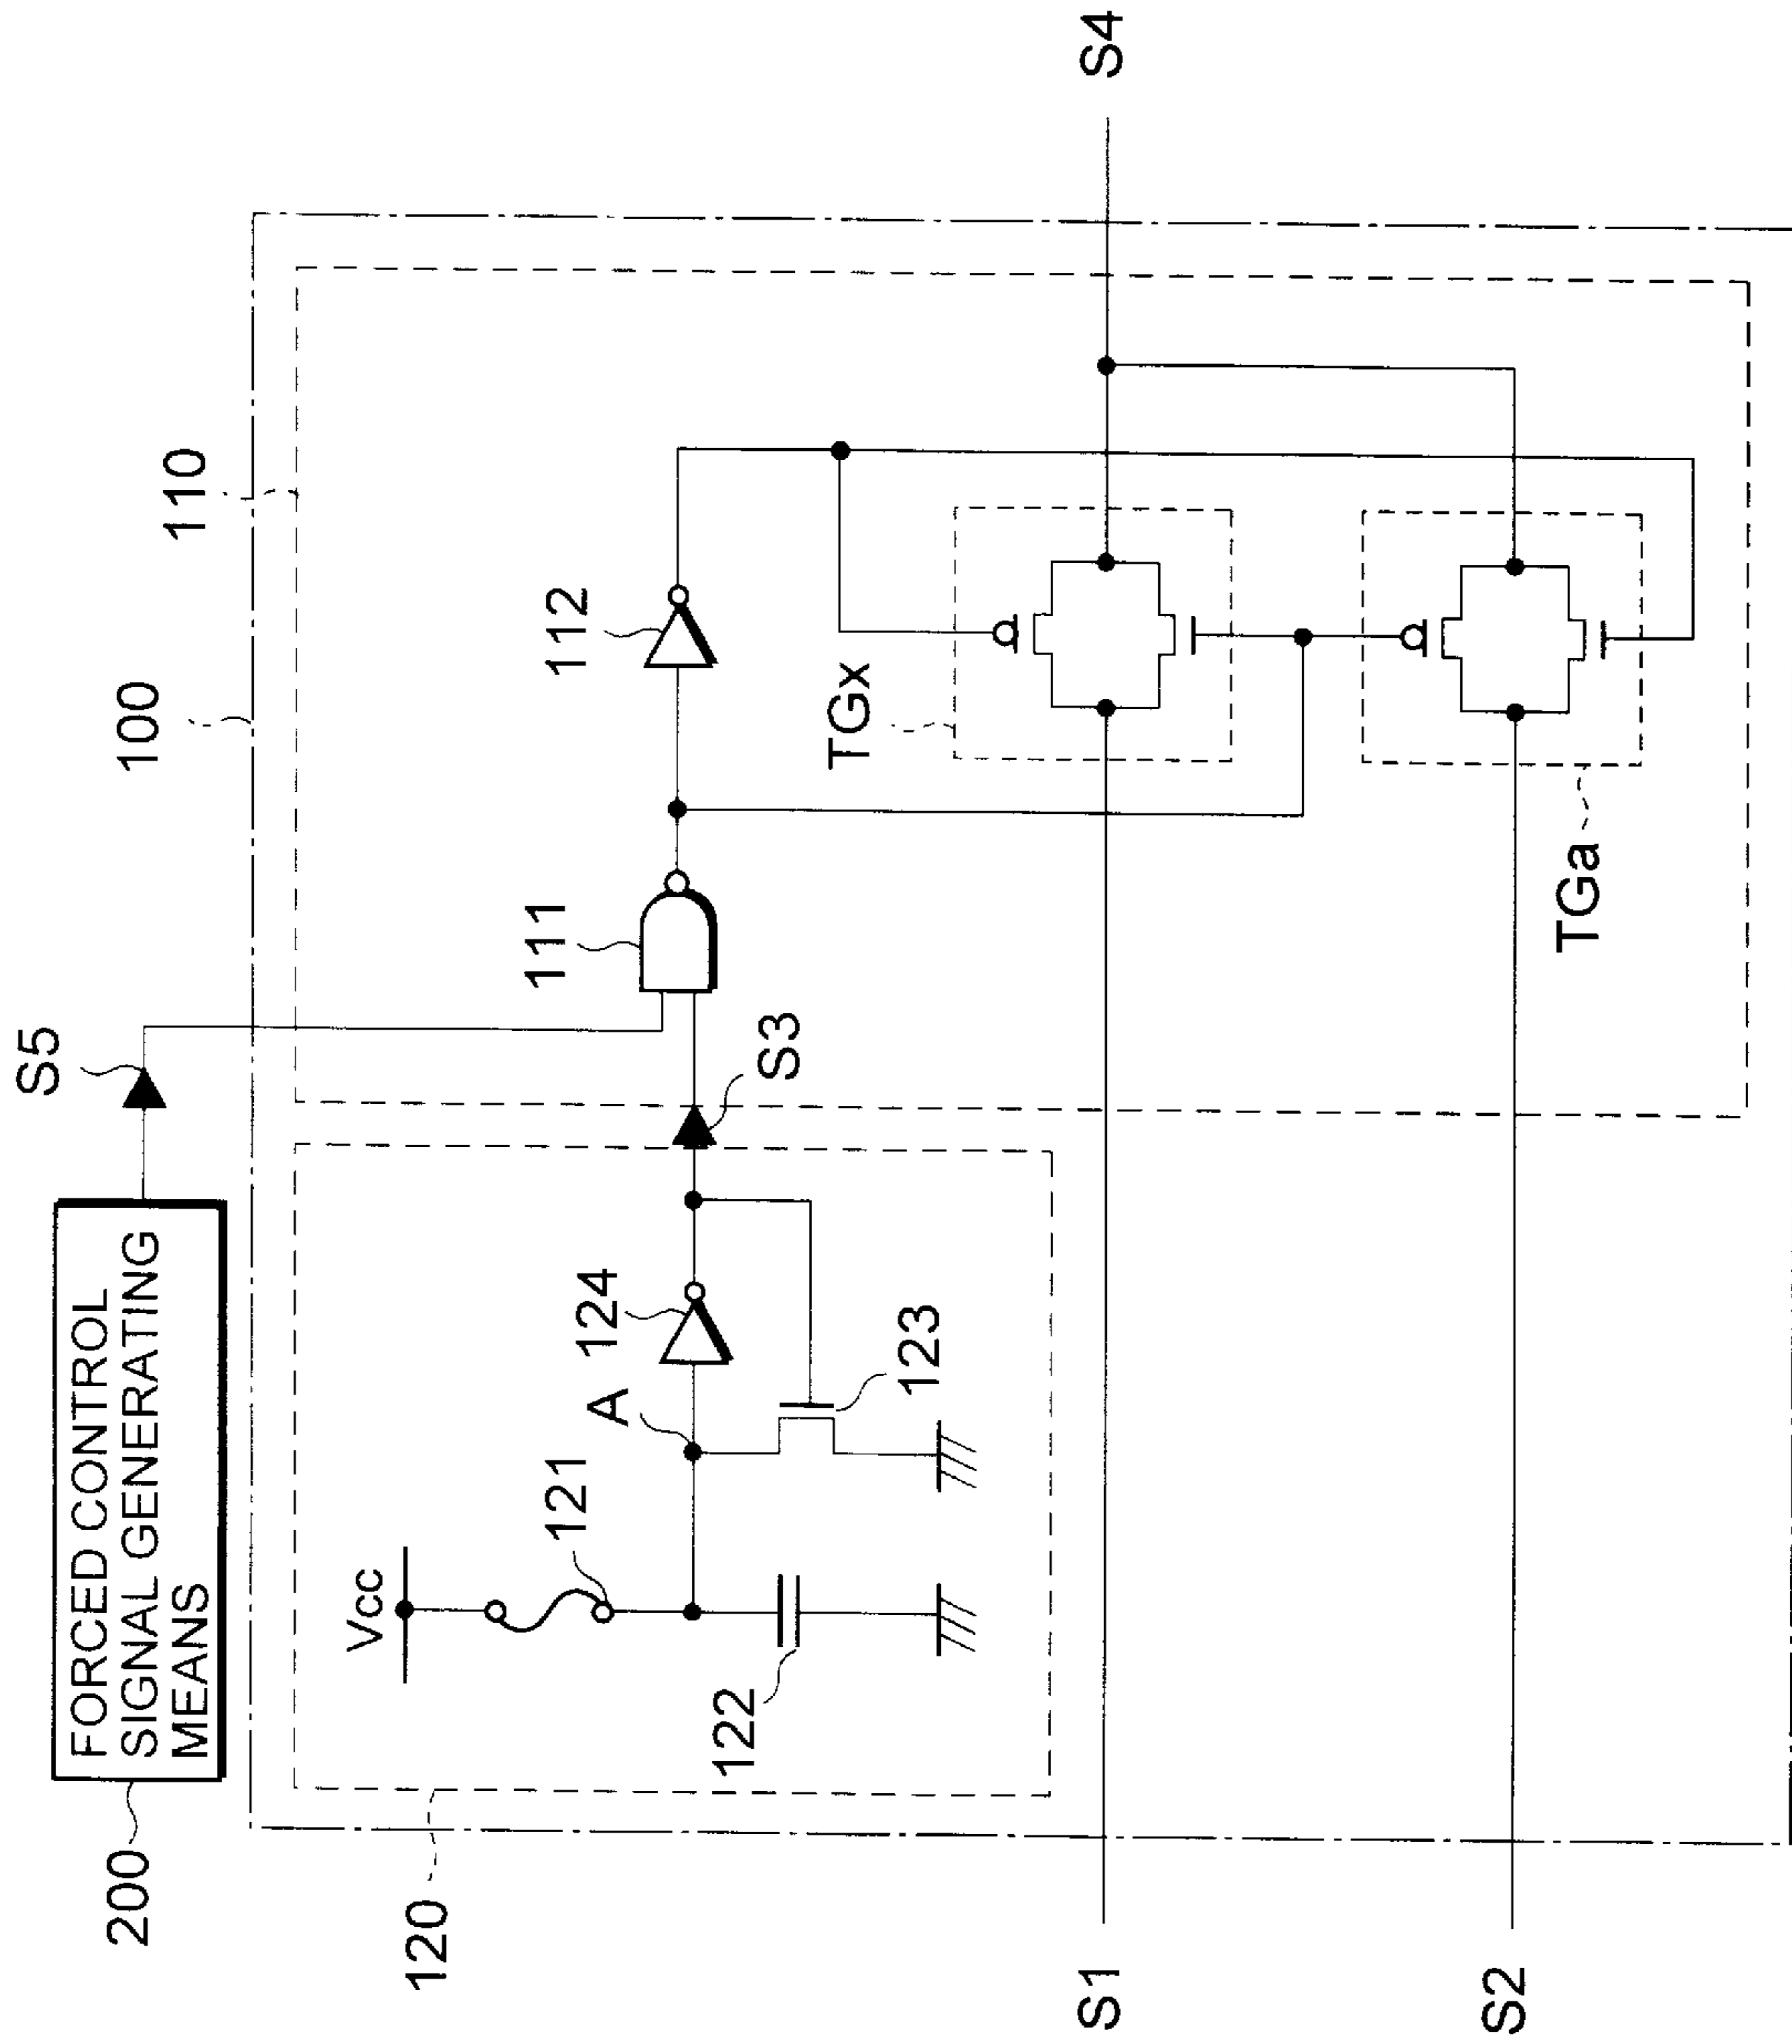 FORCED CONTROL
SIGNAL GENERATING
MEANS
200
S5
100
110
120
Vcc
121
122
A
123
124
S3
111
112
TGx
TGa
S1
S2
S4